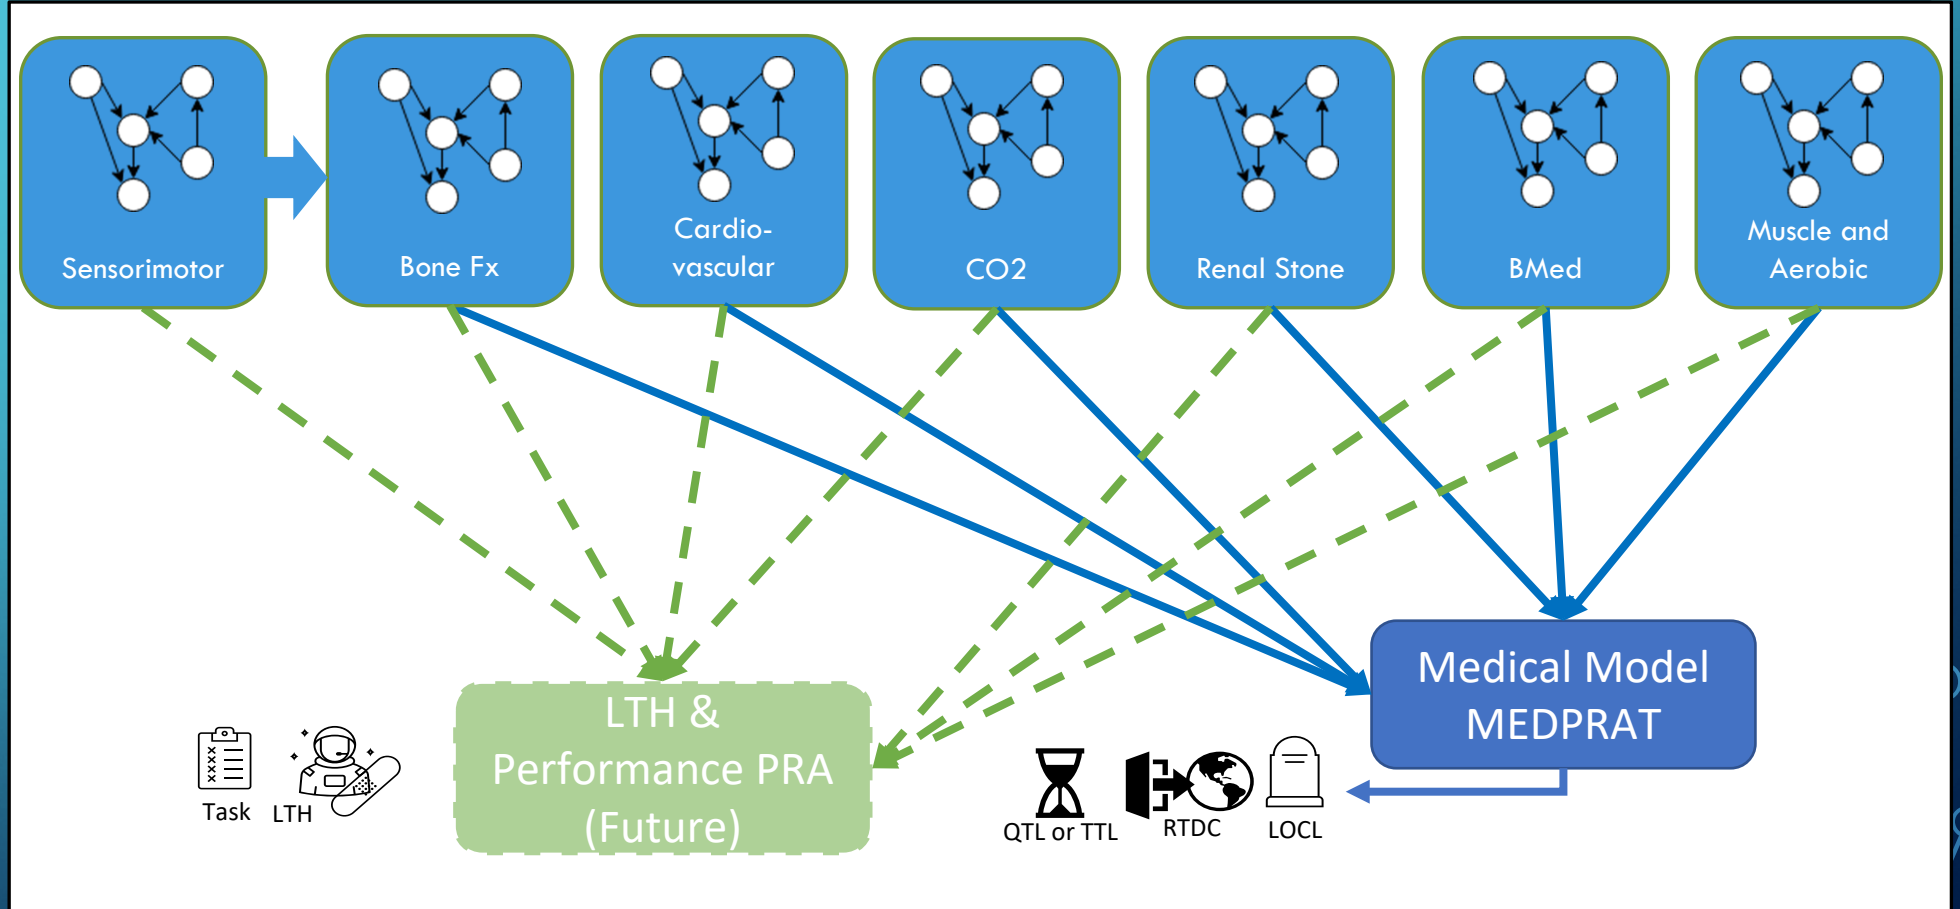 Sensorimotor
Bone Fx
Cardio-
vascular
CO2
Renal Stone
BMed
Muscle and
Aerobic
LTH &
Performance PRA
(Future)
Medical Model
MEDPRAT
Task
LTH
QTL or TTL
RTDC
LOCL